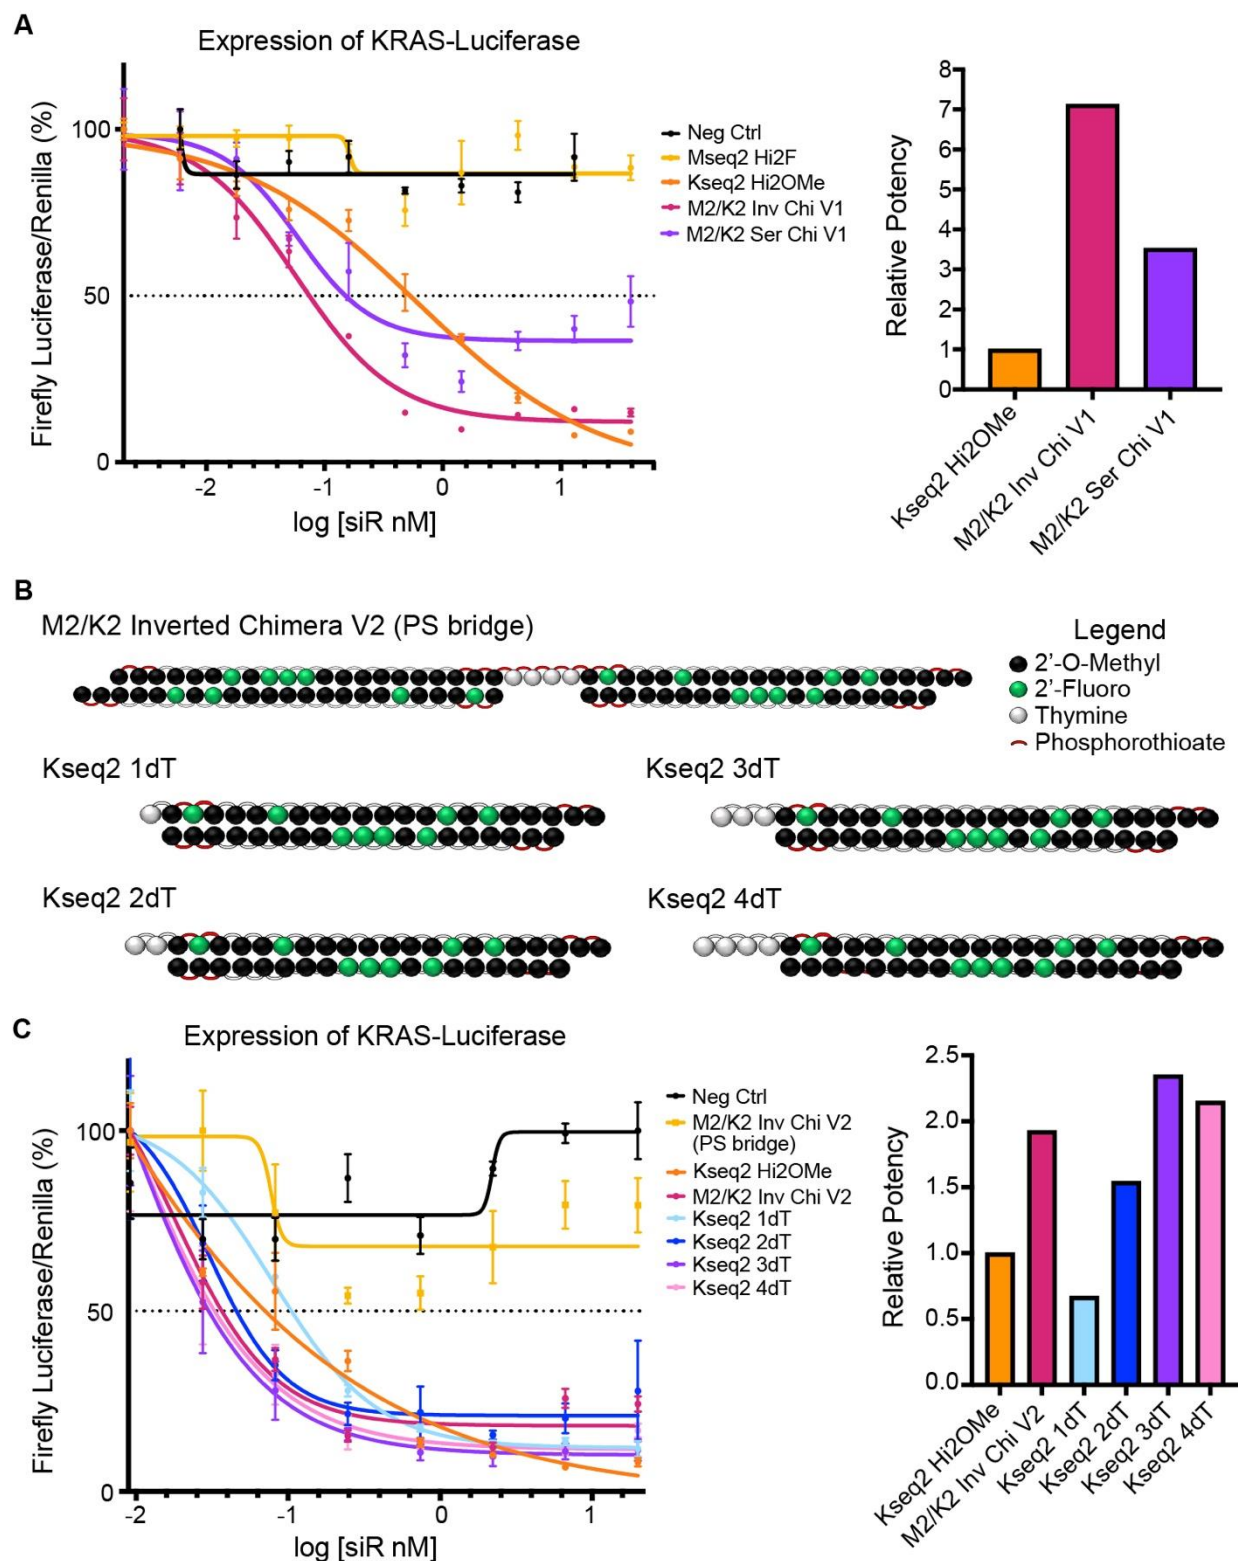 A
Expression of KRAS-Luciferase
Firefly Luciferase/Renilla (%)
100
50
0
-2
-1
0
1
log [siR nM]
Neg Ctrl
Mseq2 Hi2F
Kseq2 Hi2OMe
M2/K2 Inv Chi V1
M2/K2 Ser Chi V1
Relative Potency
8
7
6
5
4
3
2
1
0
Kseq2 Hi2OMe
M2/K2 Inv Chi V1
M2/K2 Ser Chi V1
B
M2/K2 Inverted Chimera V2 (PS bridge)
Legend
2'-O-Methyl
2'-Fluoro
Thymine
Phosphorothioate
Kseq2 1dT
Kseq2 3dT
Kseq2 2dT
Kseq2 4dT
C
Expression of KRAS-Luciferase
Firefly Luciferase/Renilla (%)
100
50
0
-2
-1
0
1
log [siR nM]
Neg Ctrl
M2/K2 Inv Chi V2
(PS bridge)
Kseq2 Hi2OMe
M2/K2 Inv Chi V2
Kseq2 1dT
Kseq2 2dT
Kseq2 3dT
Kseq2 4dT
Relative Potency
2.5
2.0
1.5
1.0
0.5
0.0
Kseq2 Hi2OMe
M2/K2 Inv Chi V2
Kseq2 1dT
Kseq2 2dT
Kseq2 3dT
Kseq2 4dT